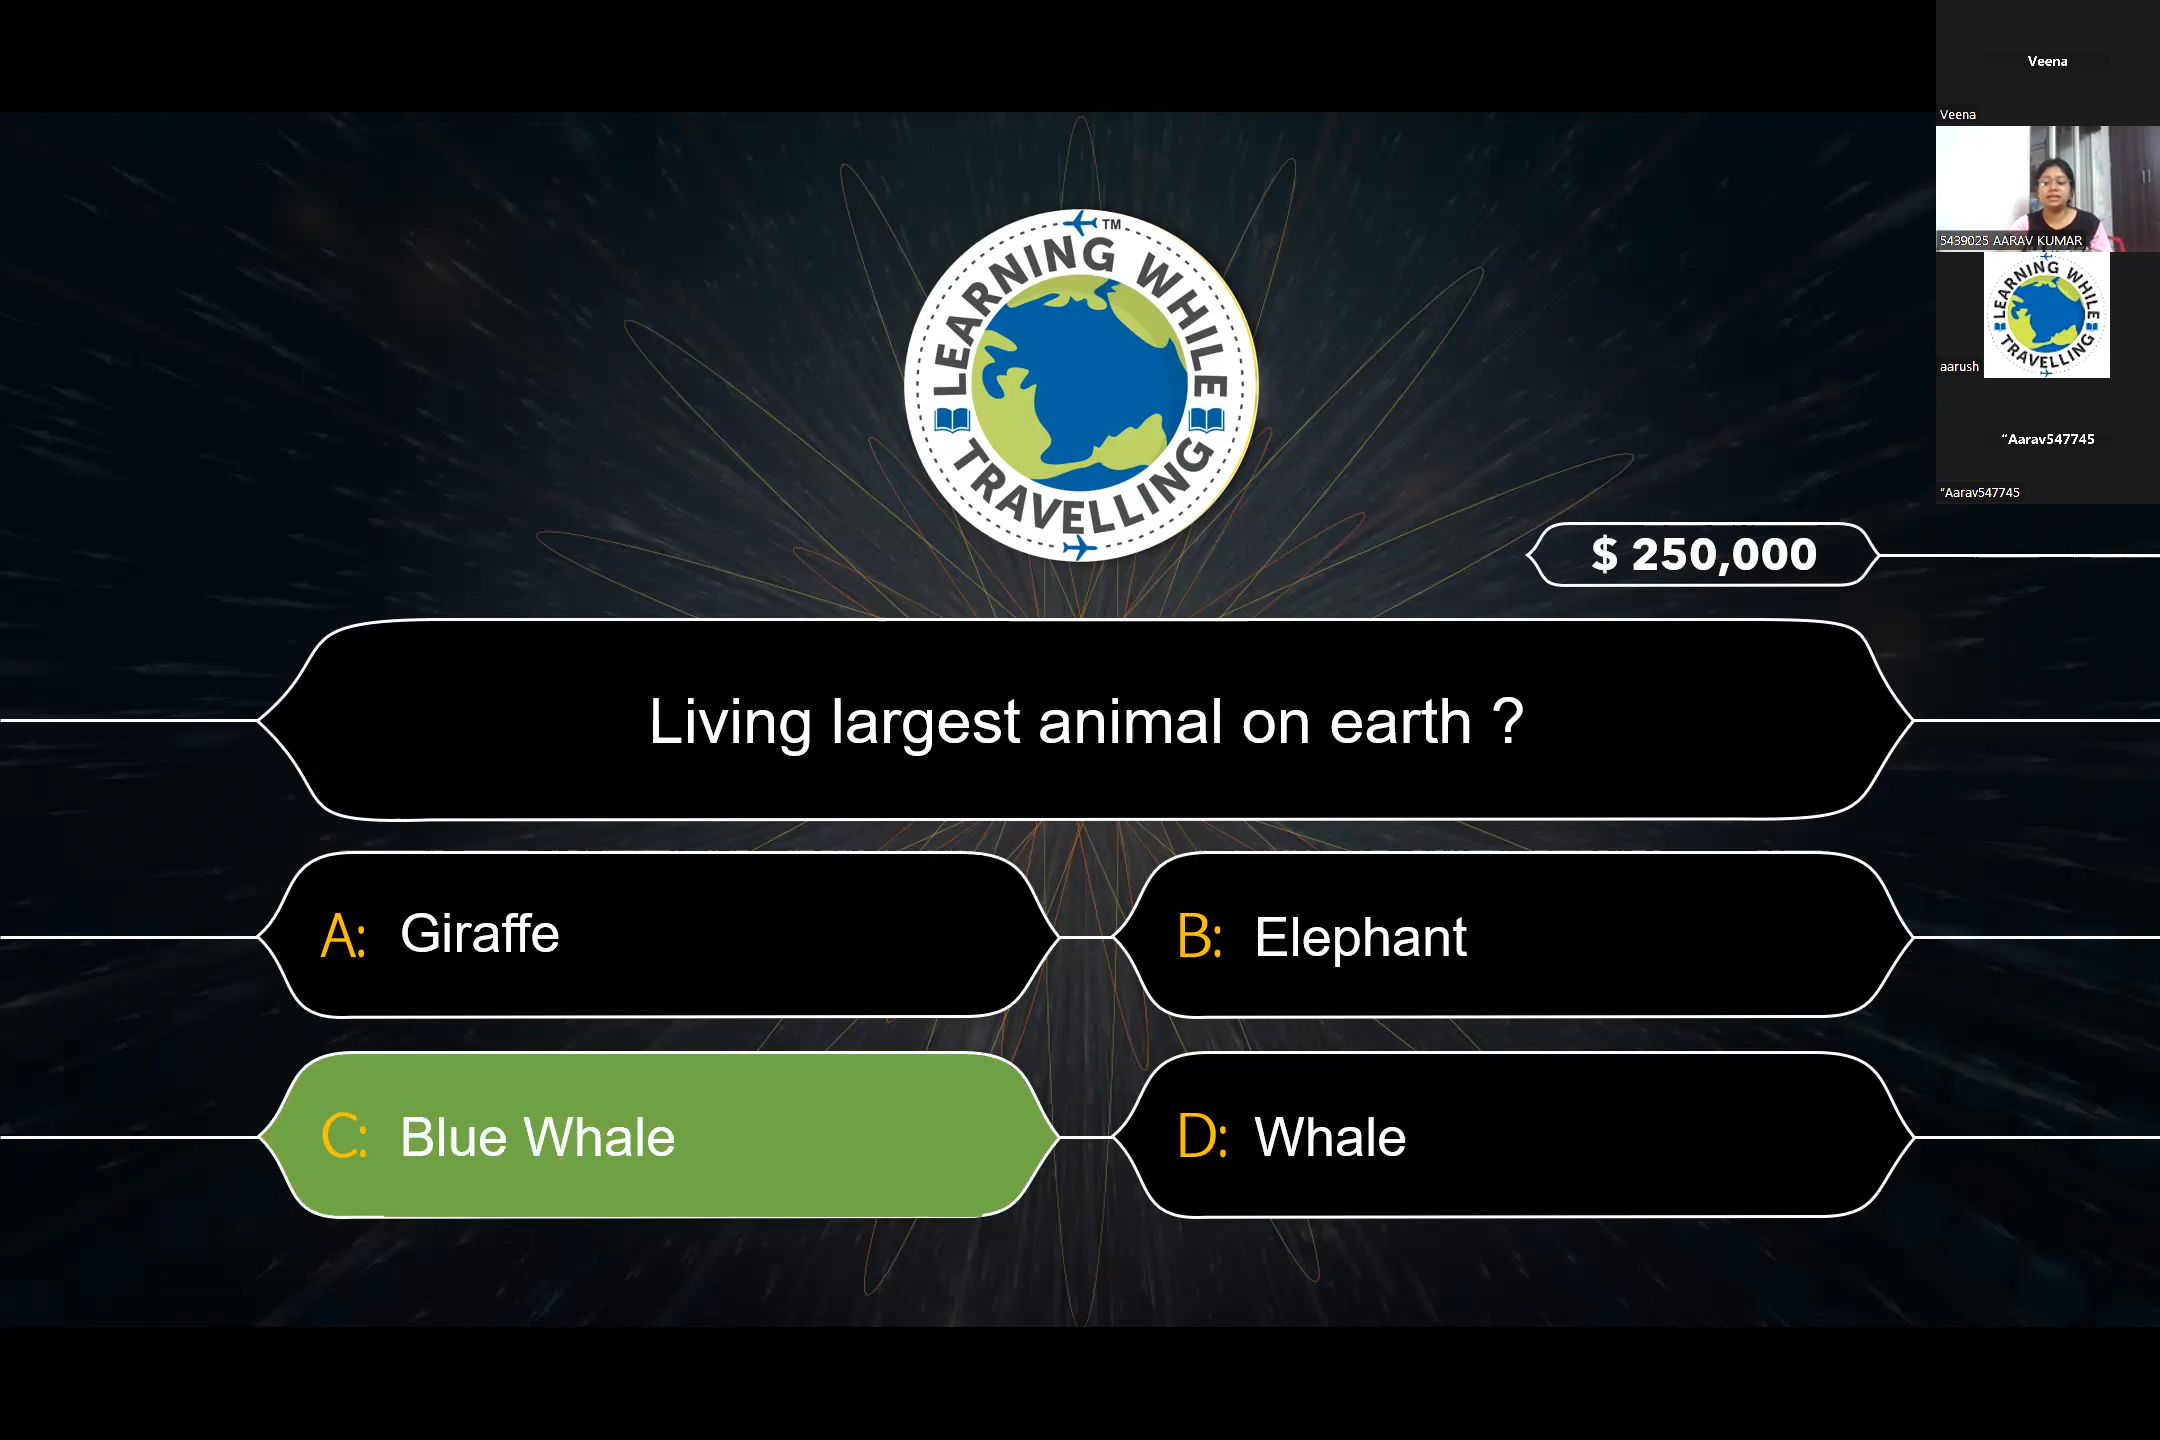 Veena
Veena
5439025 AARAV KUMAR
LEARNING WHILE
TRAVELLING
aarush
“Aarav547745
“Aarav547745
TM
LEARNING WHILE
TRAVELLING
$ 250,000
Living largest animal on earth ?
A: Giraffe
B: Elephant
C: Blue Whale
D: Whale